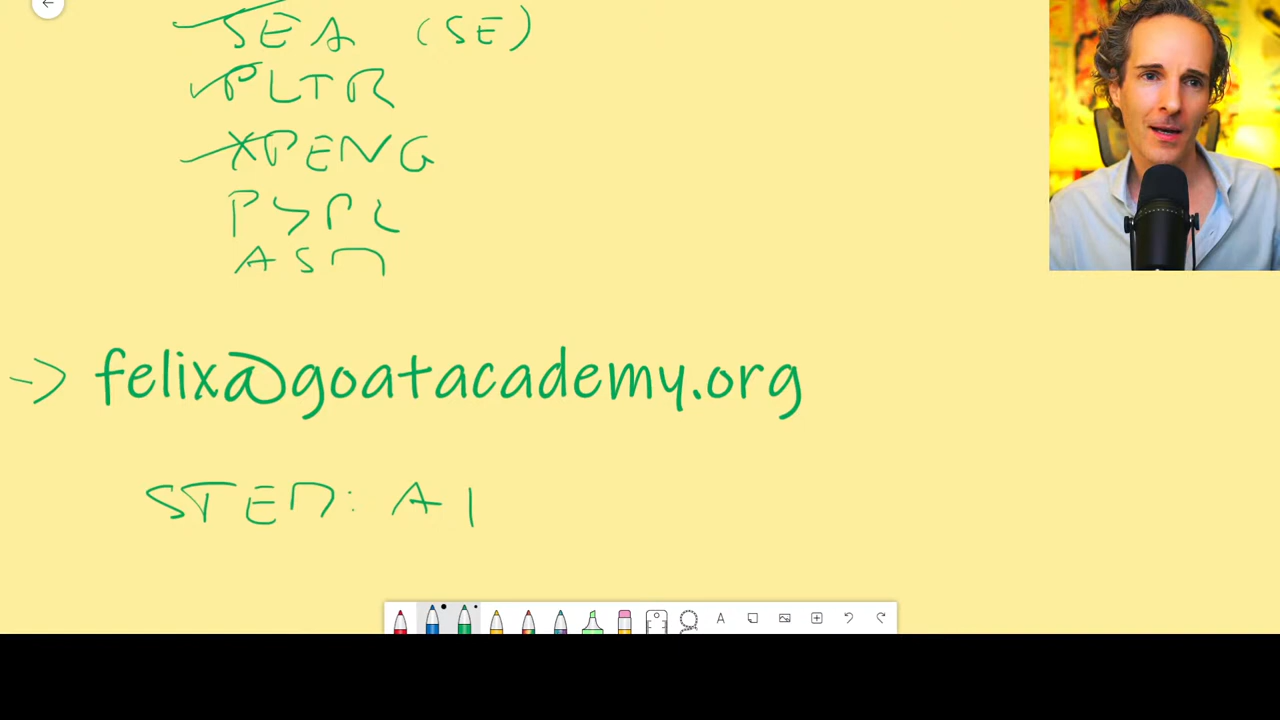 SEA (SE)
PLTR
XPENG
PYPL
ASM
-> felix@goatacademy.org
STEM: AI
A